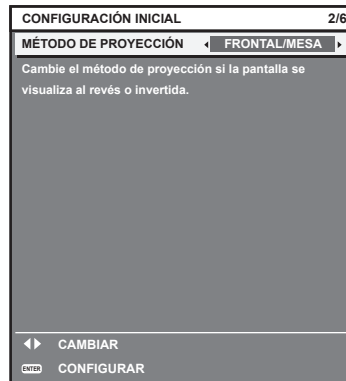 CONFIGURACIÓN INICIAL 2/6
MÉTODO DE PROYECCIÓN FRONTAL/MESA
Cambie el método de proyección si la pantalla se
visualiza al revés o invertida.
CAMBIAR
ENTER CONFIGURAR